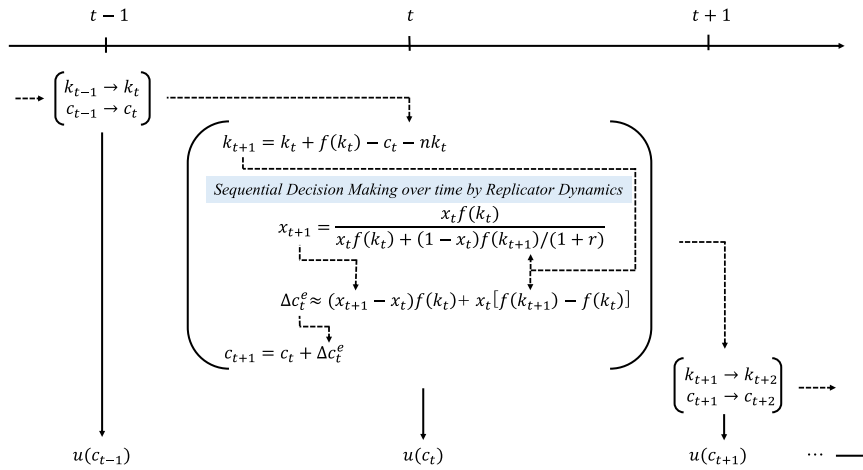 t − 1 t t + 1
k_{t−1} → k_t
c_{t−1} → c_t
k_{t+1} = k_t + f(k_t) − c_t − nk_t
Sequential Decision Making over time by Replicator Dynamics
x_{t+1} = x_t f(k_t) / (x_t f(k_t) + (1 − x_t)f(k_{t+1})/(1 + r))
Δc_t^e ≈ (x_{t+1} − x_t)f(k_t) + x_t[f(k_{t+1}) − f(k_t)]
c_{t+1} = c_t + Δc_t^e
k_{t+1} → k_{t+2}
c_{t+1} → c_{t+2}
u(c_{t−1}) u(c_t) u(c_{t+1}) ⋯